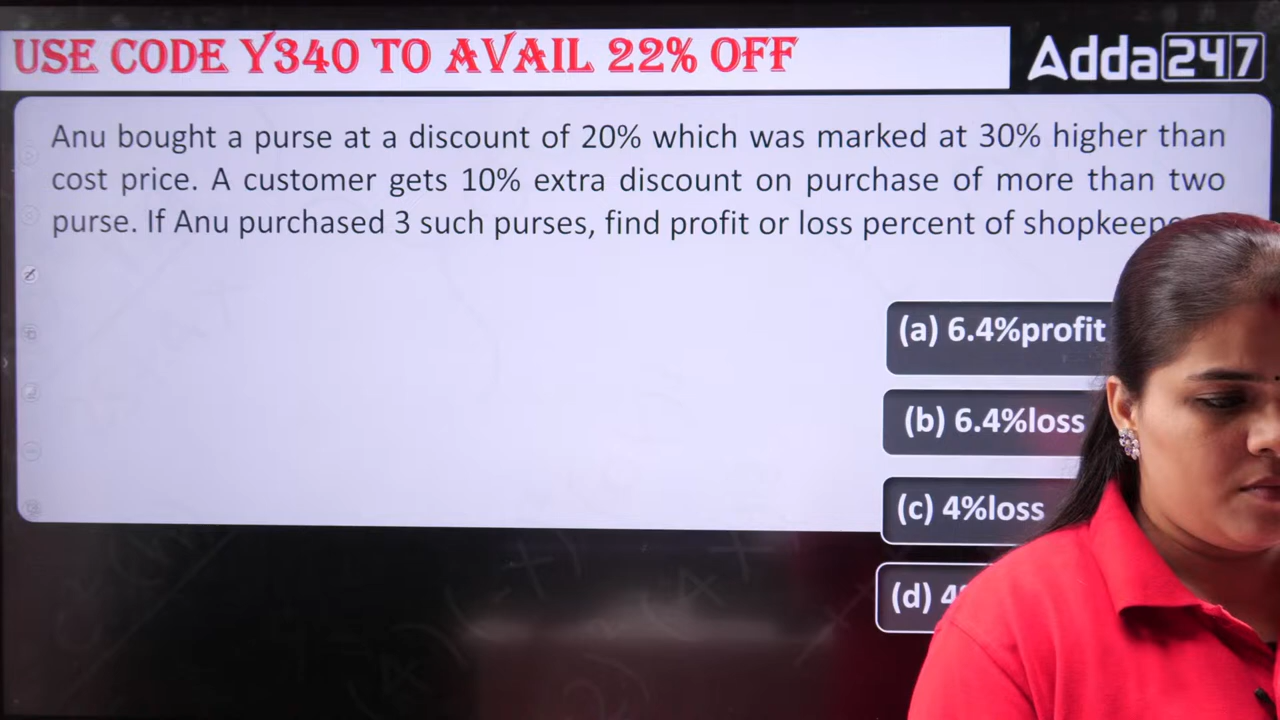 USE CODE Y340 TO AVAIL 22% OFF
Adda247
Anu bought a purse at a discount of 20% which was marked at 30% higher than
cost price. A customer gets 10% extra discount on purchase of more than two
purse. If Anu purchased 3 such purses, find profit or loss percent of
(a) 6.4%profit
(b) 6.4%loss
(c) 4%loss
(d)